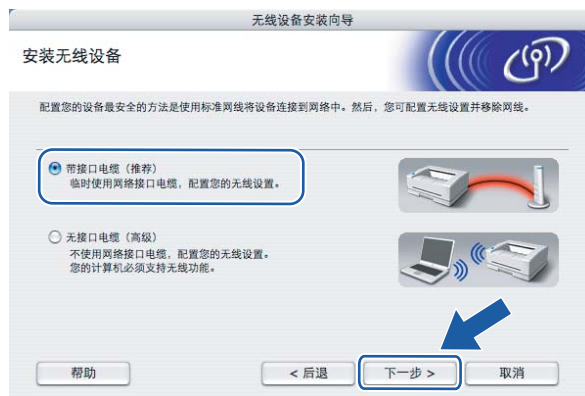 无线设备安装向导
安装无线设备
配置您的设备最安全的方法是使用标准网线将设备连接到网络中。然后，您可配置无线设置并移除网线。
带接口电缆（推荐）
临时使用网络接口电缆，配置您的无线设置。
无接口电缆（高级）
不使用网络接口电缆，配置您的无线设置。
您的计算机必须支持无线功能。
帮助 < 后退 下一步 > 取消